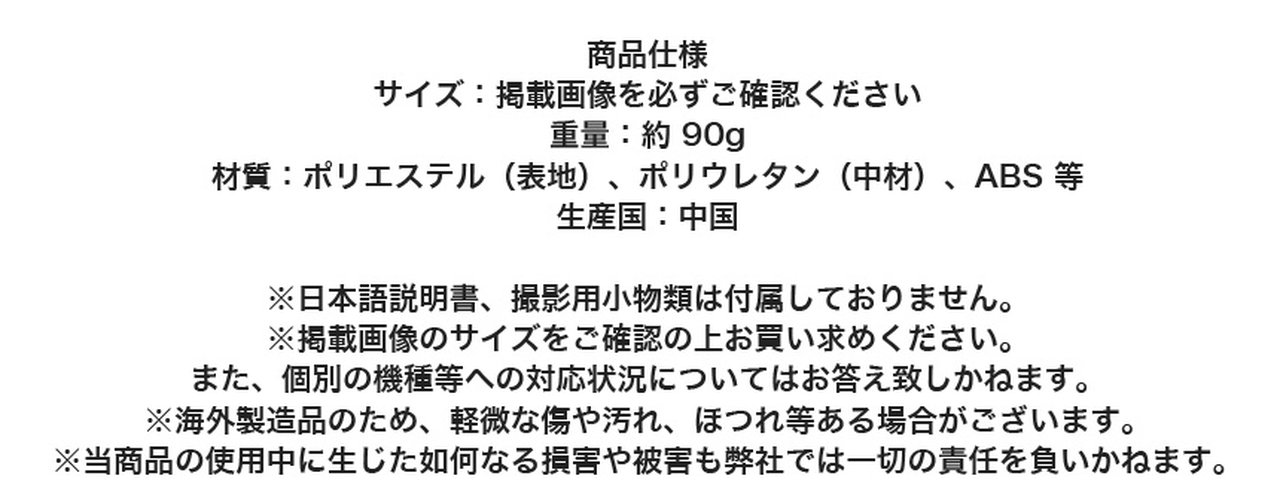 商品仕様
サイズ：掲載画像を必ずご確認ください
重量：約 90g
材質：ポリエステル（表地）、ポリウレタン（中材）、ABS 等
生産国：中国
※日本語説明書、撮影用小物類は付属しておりません。
※掲載画像のサイズをご確認の上お買い求めください。
また、個別の機種等への対応状況についてはお答え致しかねます。
※海外製造品のため、軽微な傷や汚れ、ほつれ等ある場合がございます。
※当商品の使用中に生じた如何なる損害や被害も弊社では一切の責任を負いかねます。